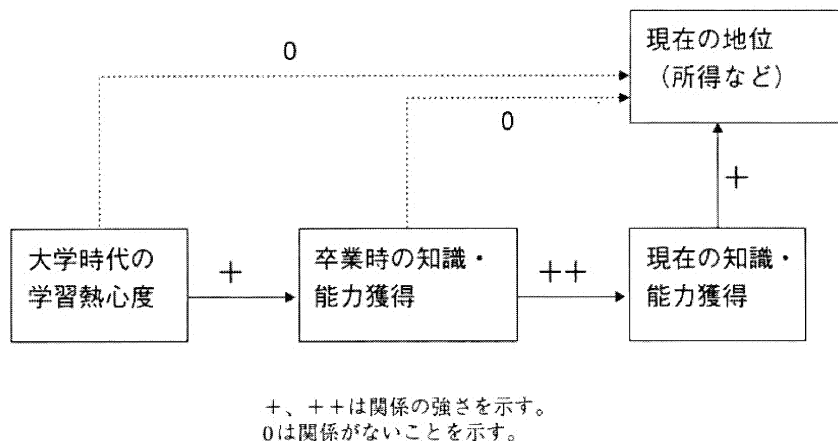 0
現在の地位
（所得など）
0
+
大学時代の
学習熱心度
+
卒業時の知識・
能力獲得
++
現在の知識・
能力獲得
＋、＋＋は関係の強さを示す。
0は関係がないことを示す。